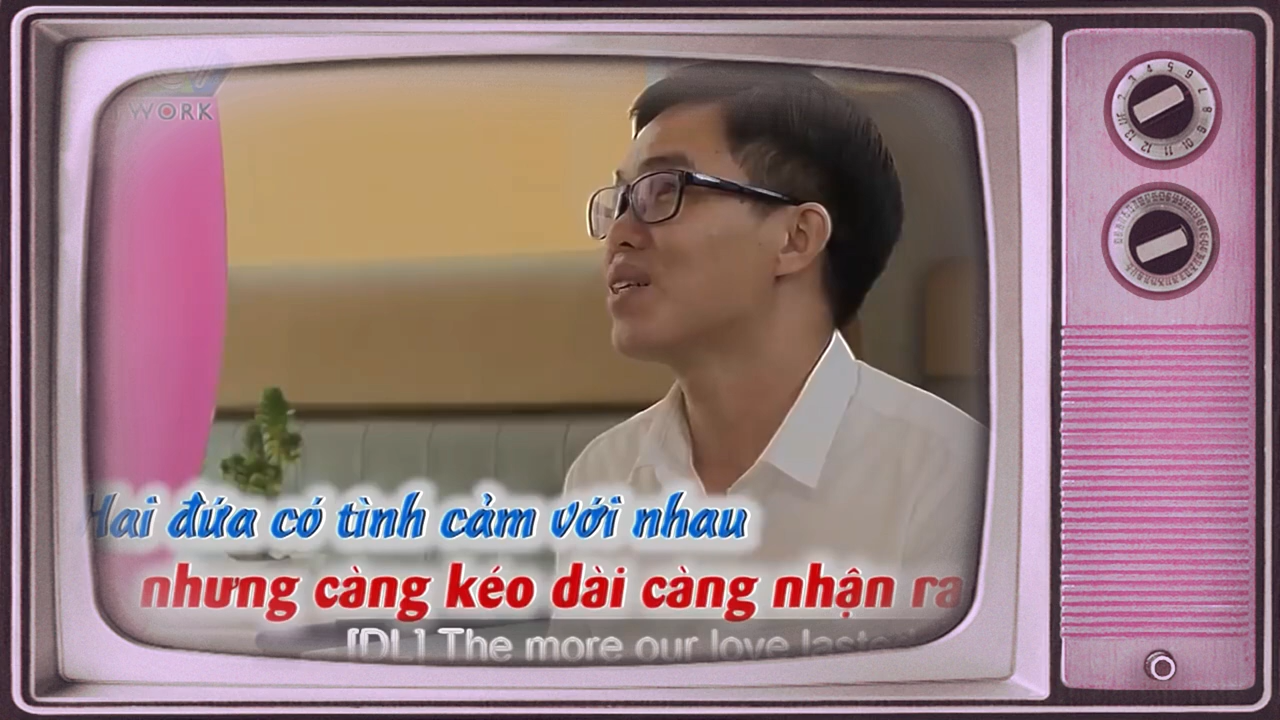 WORK
Hai đứa có tình cảm với nhau
nhưng càng kéo dài càng nhận ra
[DL] The more our love lasted